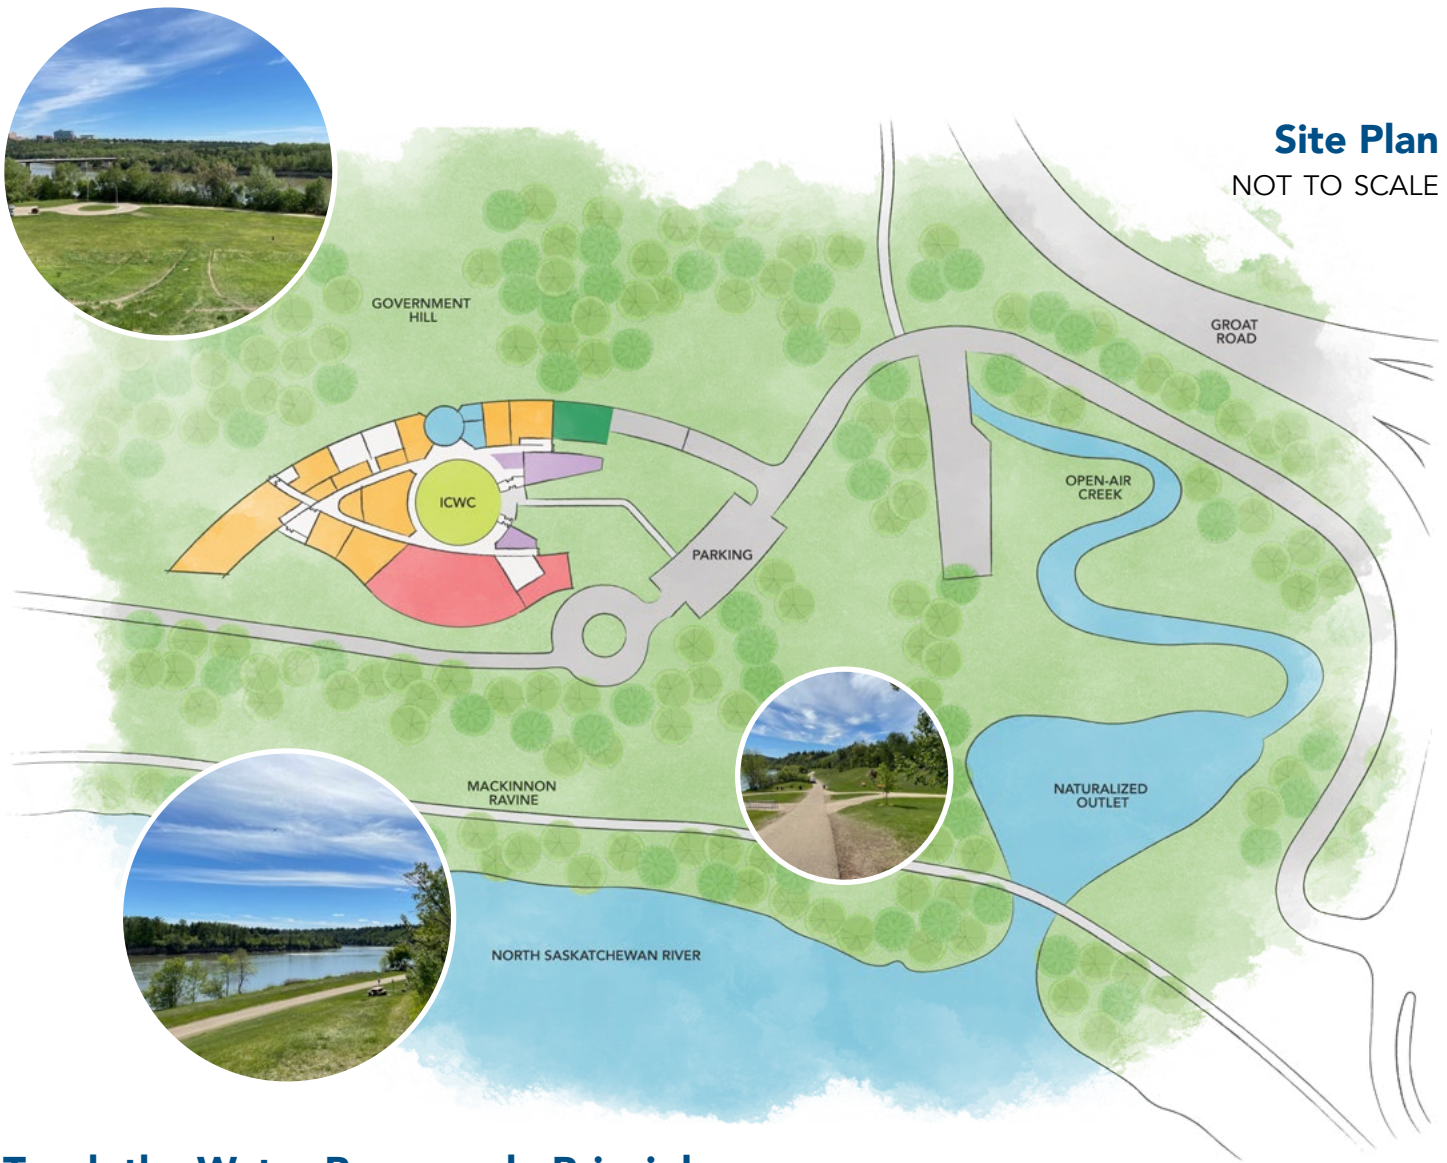 Site Plan
NOT TO SCALE
GOVERNMENT
HILL
GROAT
ROAD
OPEN-AIR
CREEK
ICWC
PARKING
MACKINNON
RAVINE
NATURALIZED
OUTLET
NORTH SASKATCHEWAN RIVER